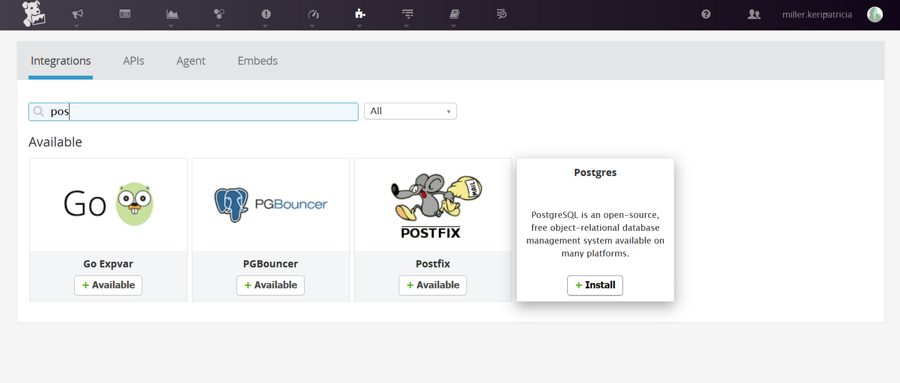 miller.keripatricia
Integrations APIs Agent Embeds
pos
All
Available
Go
PGBOUNCER
POSTFIX
Go Expvar
+ Available
PGBouncer
+ Available
Postfix
+ Available
Postgres
PostgreSQL is an open-source,
free object-relational database
management system available on
many platforms.
+ Install